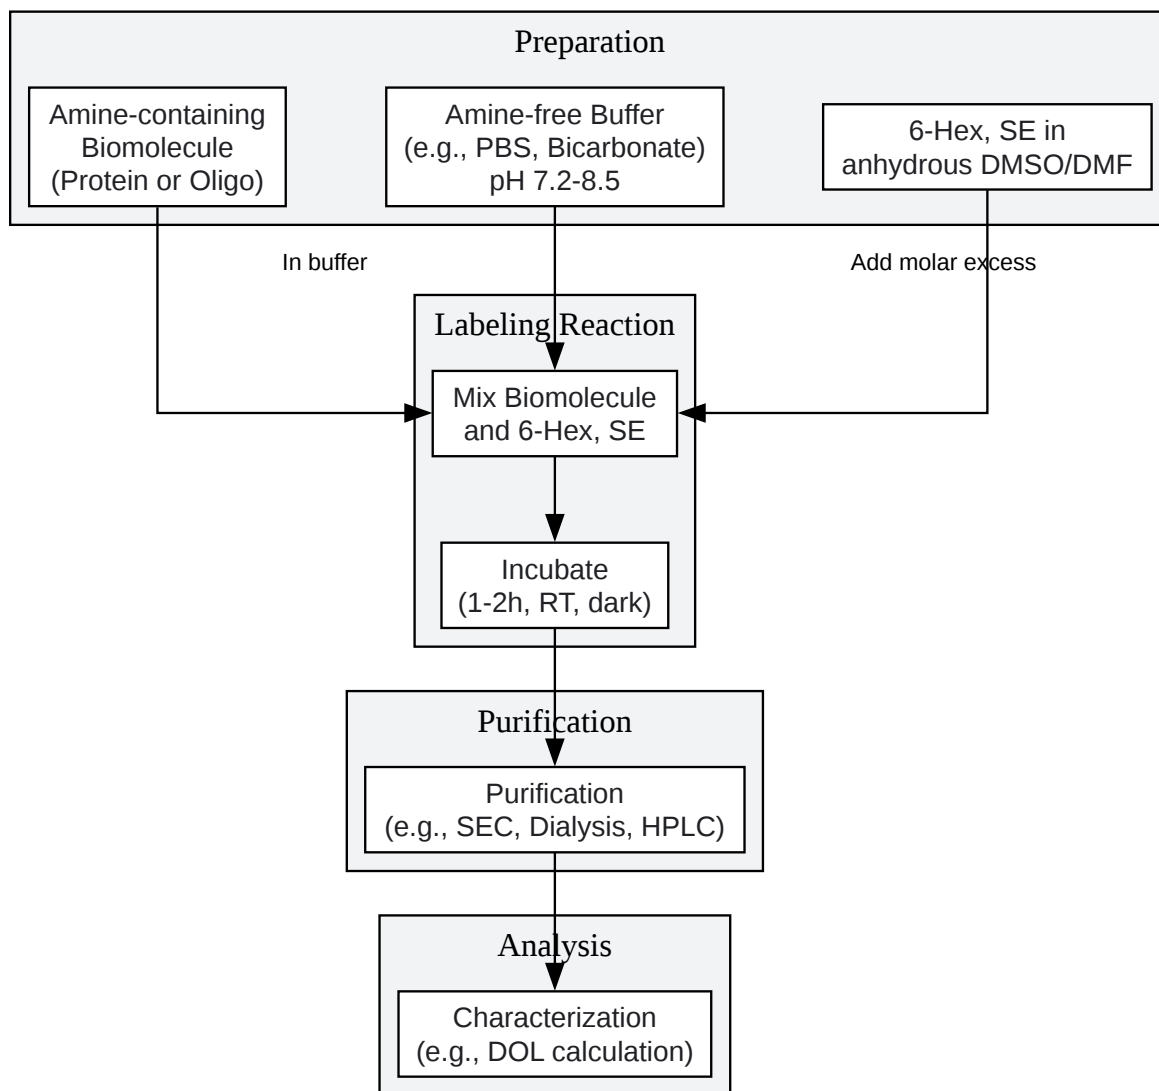 Preparation
Amine-containing
Biomolecule
(Protein or Oligo)
Amine-free Buffer
(e.g., PBS, Bicarbonate)
pH 7.2-8.5
6-Hex, SE in
anhydrous DMSO/DMF
In buffer
Add molar excess
Labeling Reaction
Mix Biomolecule
and 6-Hex, SE
Incubate
(1-2h, RT, dark)
Purification
Purification
(e.g., SEC, Dialysis, HPLC)
Analysis
Characterization
(e.g., DOL calculation)